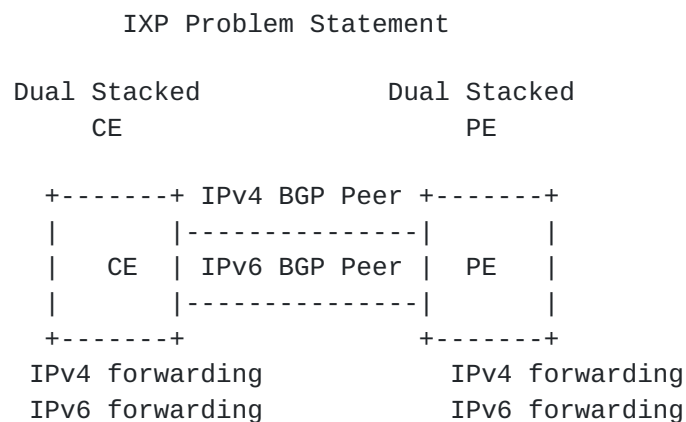 IXP Problem Statement
Dual Stacked Dual Stacked
CE PE
+-------+ IPv4 BGP Peer +-------+
| |---------------| |
| CE | IPv6 BGP Peer | PE |
| |---------------| |
+-------+ +-------+
IPv4 forwarding IPv4 forwarding
IPv6 forwarding IPv6 forwarding